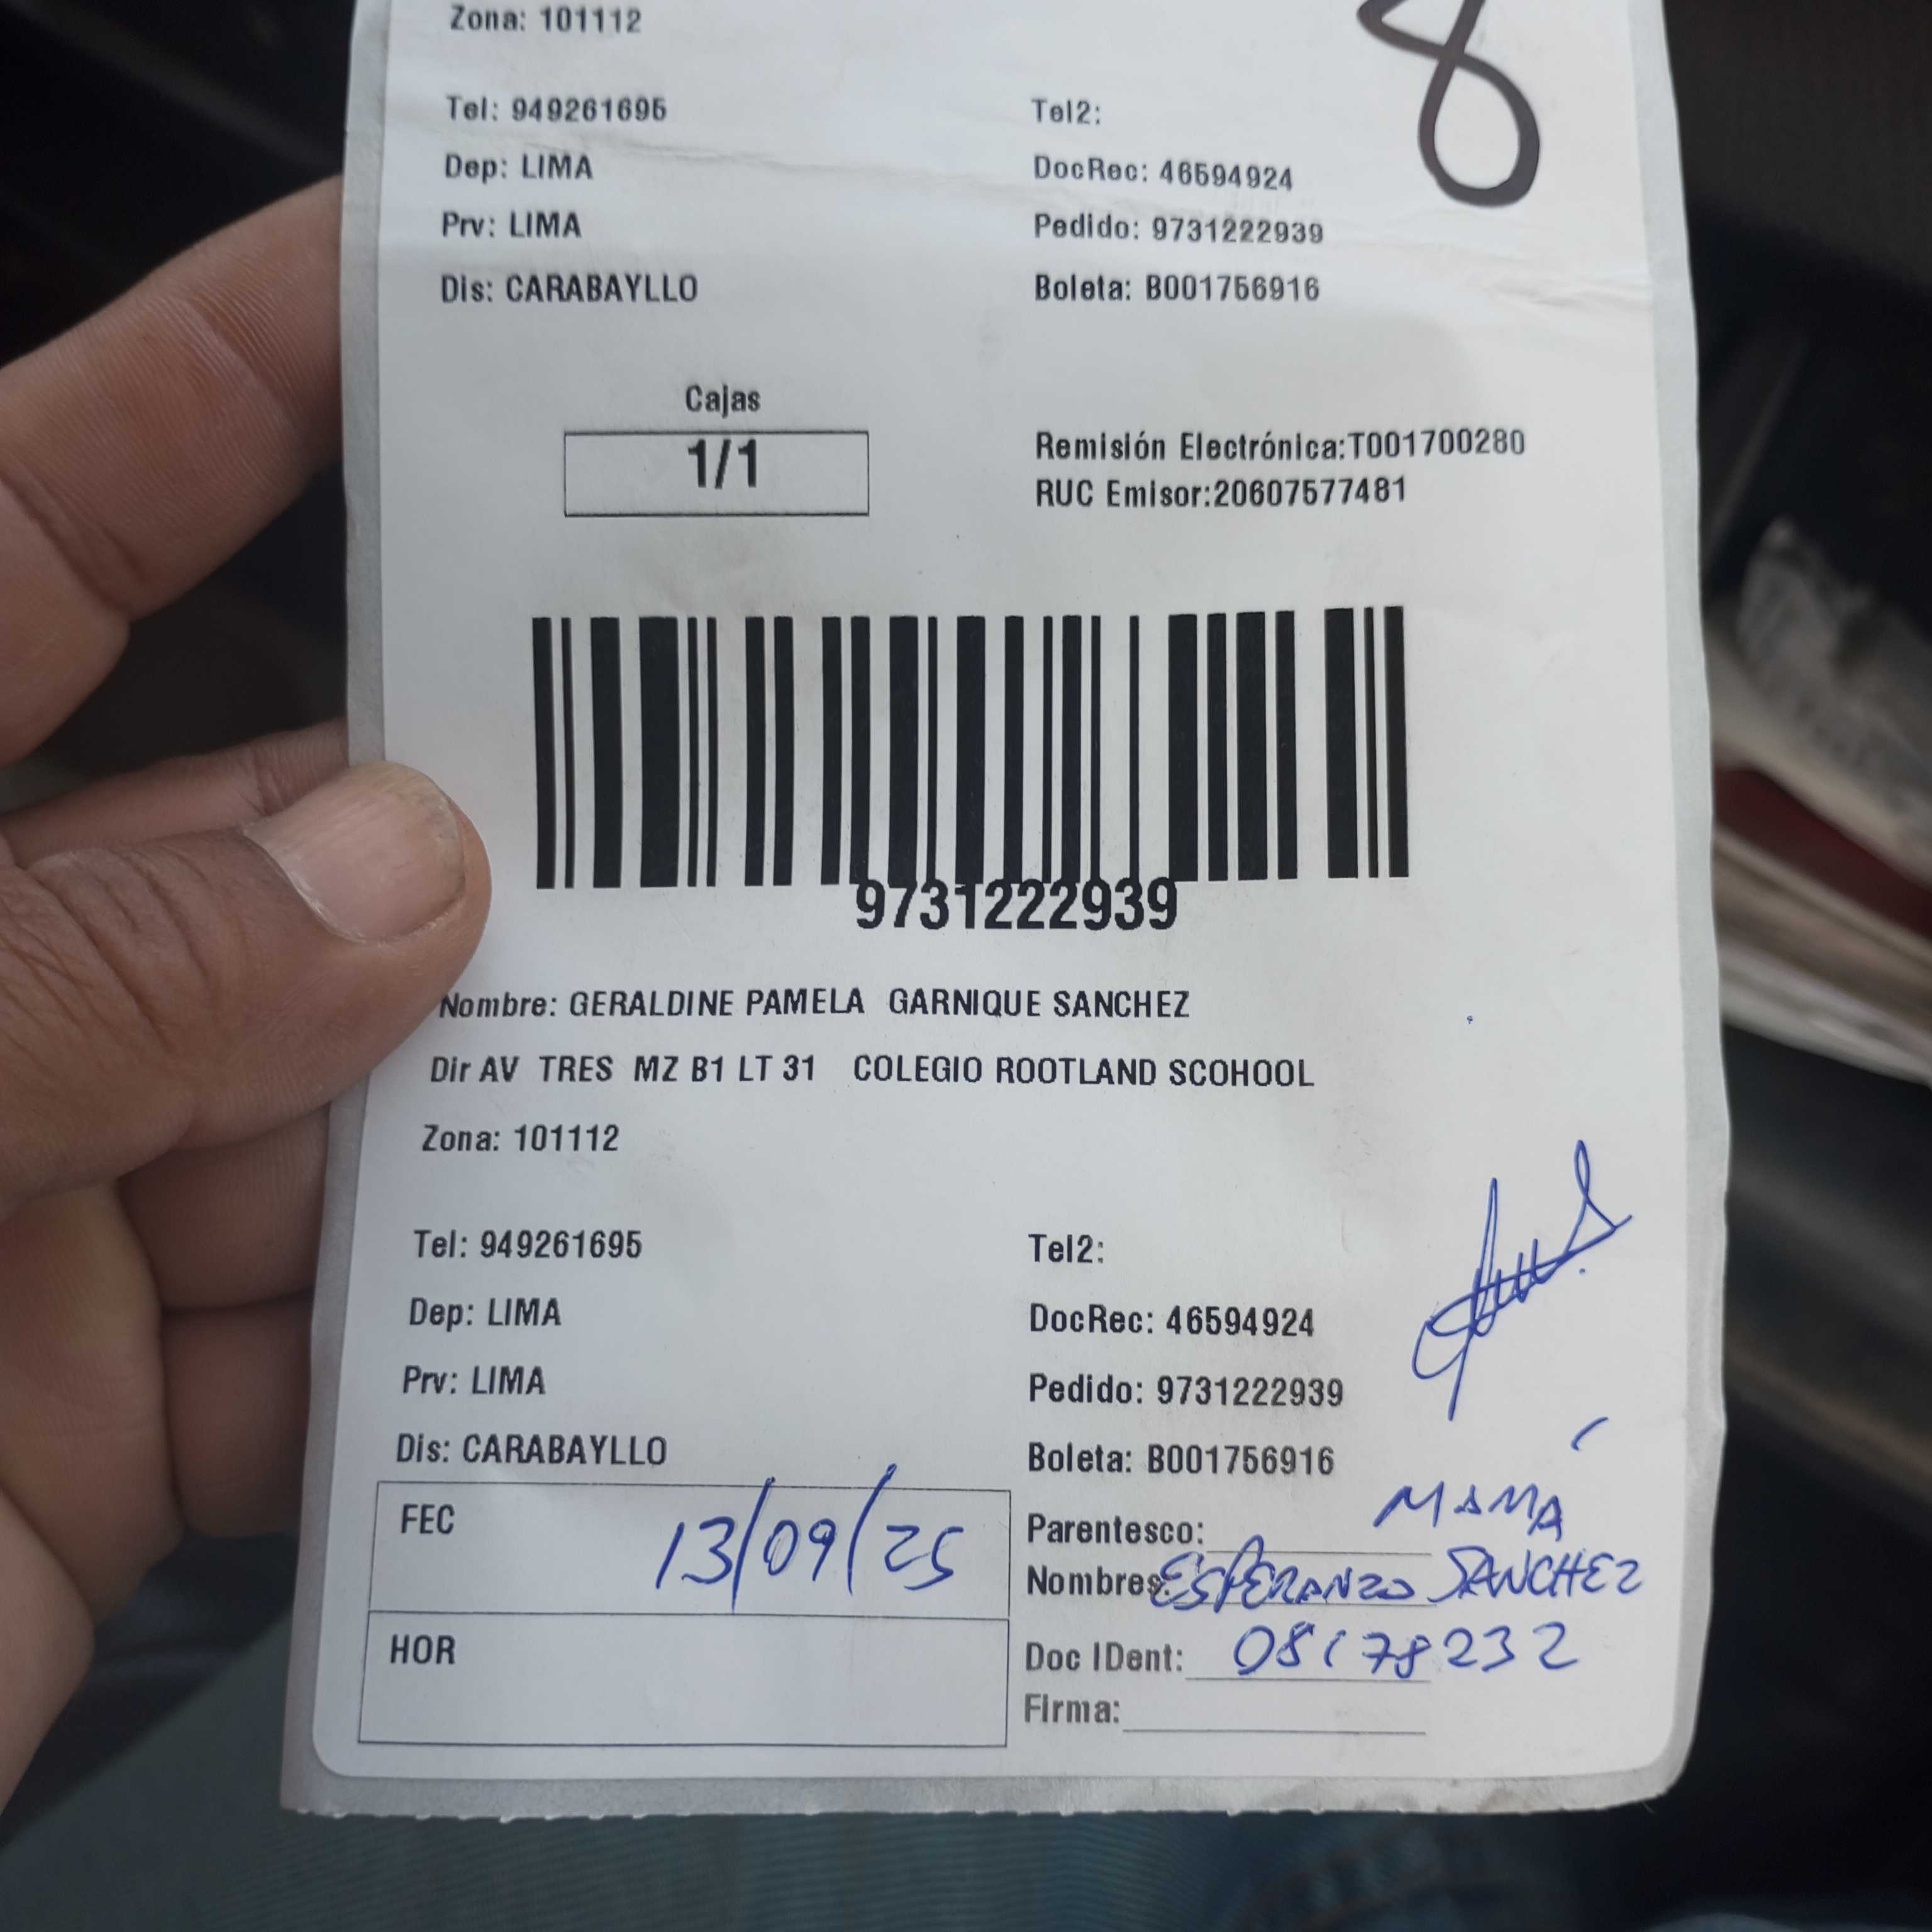 Zona: 101112
8
Tel: 949261695
Tel2:
Dep: LIMA
DocRec: 46594924
Prv: LIMA
Pedido: 9731222939
Dis: CARABAYLLO
Boleta: B001756916
Cajas
1/1
Remisión Electrónica:T001700280
RUC Emisor:20607577481
9731222939
Nombre: GERALDINE PAMELA GARNIQUE SANCHEZ
Dir AV TRES MZ B1 LT 31 COLEGIO ROOTLAND SCOHOOL
Zona: 101112
Tel: 949261695
Tel2:
Dep: LIMA
DocRec: 46594924
Prv: LIMA
Pedido: 9731222939
Dis: CARABAYLLO
Boleta: B001756916
FEC 13/09/25
Parentesco: MAMÁ
Nombres: ESPERANZA SANCHEZ
HOR
Doc IDent: 08178232
Firma: